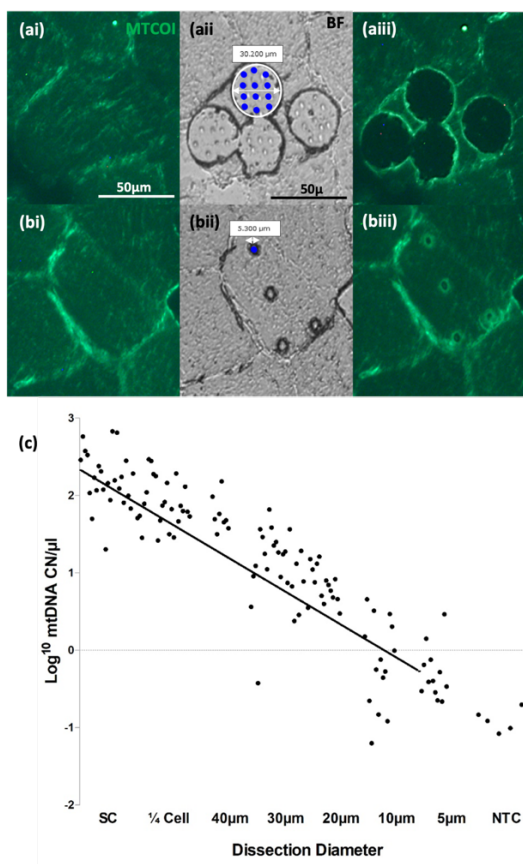 (ai) MTCOI (aii) BF (aiii)
30.200 µm
50µm 50µ
(bi) (bii) (biii)
5.300 µm
(c)
3
2
1
0
-1
-2
Log¹⁰ mtDNA CN/µl
SC ¼ Cell 40µm 30µm 20µm 10µm 5µm NTC
Dissection Diameter